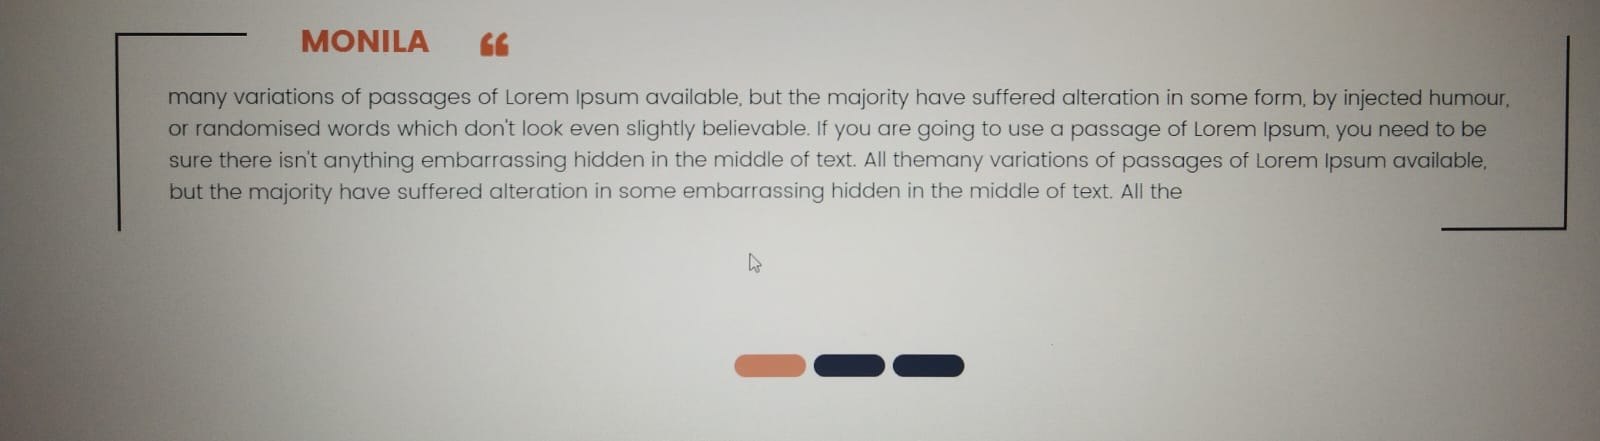 MONILA “
many variations of passages of Lorem Ipsum available, but the majority have suffered alteration in some form, by injected humour,
or randomised words which don't look even slightly believable. If you are going to use a passage of Lorem Ipsum, you need to be
sure there isn't anything embarrassing hidden in the middle of text. All themany variations of passages of Lorem Ipsum available,
but the majority have suffered alteration in some embarrassing hidden in the middle of text. All the